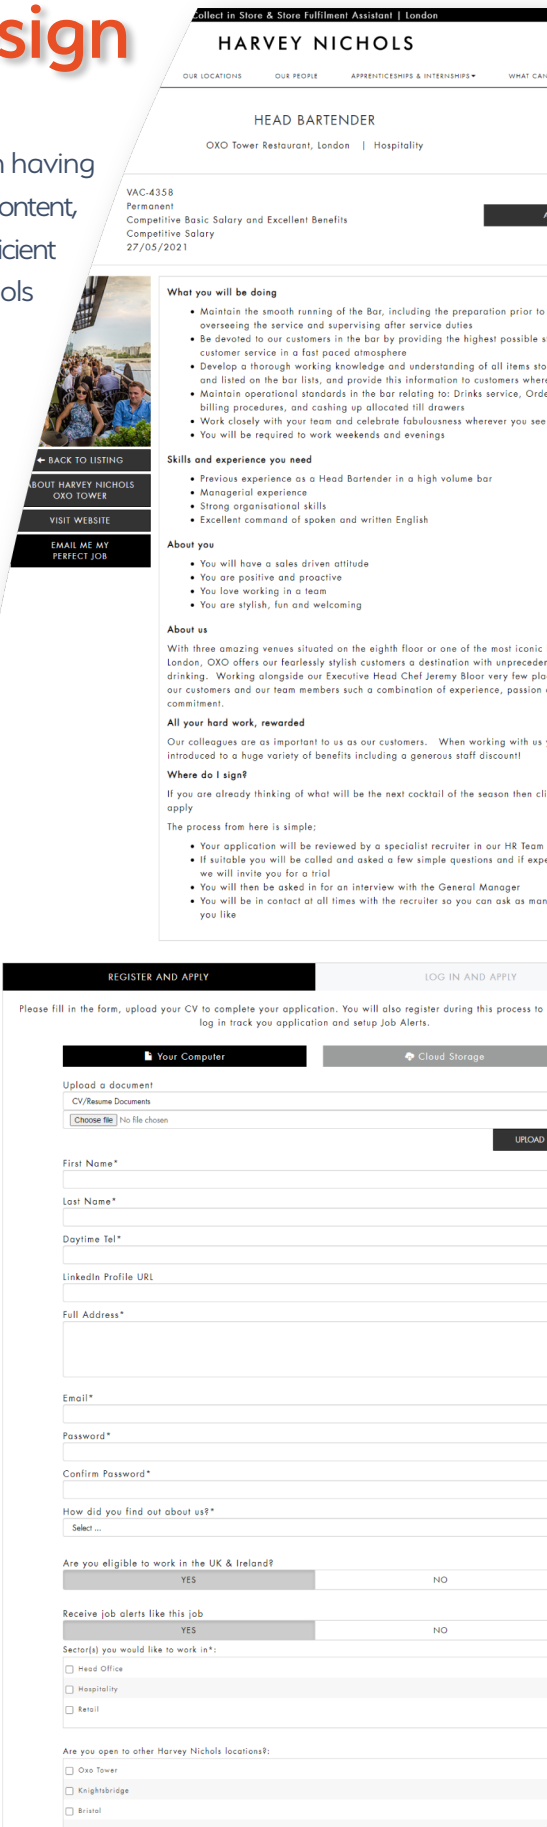 sign
having
ontent,
icient
ols
Collect in Store & Store Fulfilment Assistant | London
HARVEY NICHOLS
OUR LOCATIONS OUR PEOPLE APPRENTICESHIPS & INTERNSHIPS WHAT CAN
HEAD BARTENDER
OXO Tower Restaurant, London | Hospitality
VAC-4358
Permanent
Competitive Basic Salary and Excellent Benefits
Competitive Salary
27/05/2021
What you will be doing
• Maintain the smooth running of the Bar, including the preparation prior to
overseeing the service and supervising after service duties
• Be devoted to our customers in the bar by providing the highest possible s
customer service in a fast paced atmosphere
• Develop a thorough working knowledge and understanding of all items sto
and listed on the bar lists, and provide this information to customers where
• Maintain operational standards in the bar relating to: Drinks service, Orde
billing procedures, and cashing up allocated till drawers
• Work closely with your team and celebrate fabulousness wherever you see
• You will be required to work weekends and evenings
BACK TO LISTING
ABOUT HARVEY NICHOLS
OXO TOWER
VISIT WEBSITE
EMAIL ME MY
PERFECT JOB
Skills and experience you need
• Previous experience as a Head Bartender in a high volume bar
• Managerial experience
• Strong organisational skills
• Excellent command of spoken and written English
About you
• You will have a sales driven attitude
• You are positive and proactive
• You love working in a team
• You are stylish, fun and welcoming
About us
With three amazing venues situated on the eighth floor or one of the most iconic
London, OXO offers our fearlessly stylish customers a destination with unpreceden
drinking. Working alongside our Executive Head Chef Jeremy Bloor very few pla
our customers and our team members such a combination of experience, passion
commitment.
All your hard work, rewarded
Our colleagues are as important to us as our customers. When working with us y
introduced to a huge variety of benefits including a generous staff discount!
Where do I sign?
If you are already thinking of what will be the next cocktail of the season then cli
apply
The process from here is simple;
• Your application will be reviewed by a specialist recruiter in our HR Team
• If suitable you will be called and asked a few simple questions and if expe
we will invite you for a trial
• You will then be asked in for an interview with the General Manager
• You will be in contact at all times with the recruiter so you can ask as man
you like
REGISTER AND APPLY LOG IN AND APPLY
Please fill in the form, upload your CV to complete your application. You will also register during this process to
log in track you application and setup Job Alerts.
Your Computer Cloud Storage
Upload a document
CV/Resume Documents
Choose file No file chosen
UPLOAD
First Name*
Last Name*
Daytime Tel*
LinkedIn Profile URL
Full Address*
Email*
Password*
Confirm Password*
How did you find out about us?*
Select ...
Are you eligible to work in the UK & Ireland?
YES NO
Receive job alerts like this job
YES NO
Sector(s) you would like to work in*:
Head Office
Hospitality
Retail
Are you open to other Harvey Nichols locations?:
Oxo Tower
Knightsbridge
Bristol